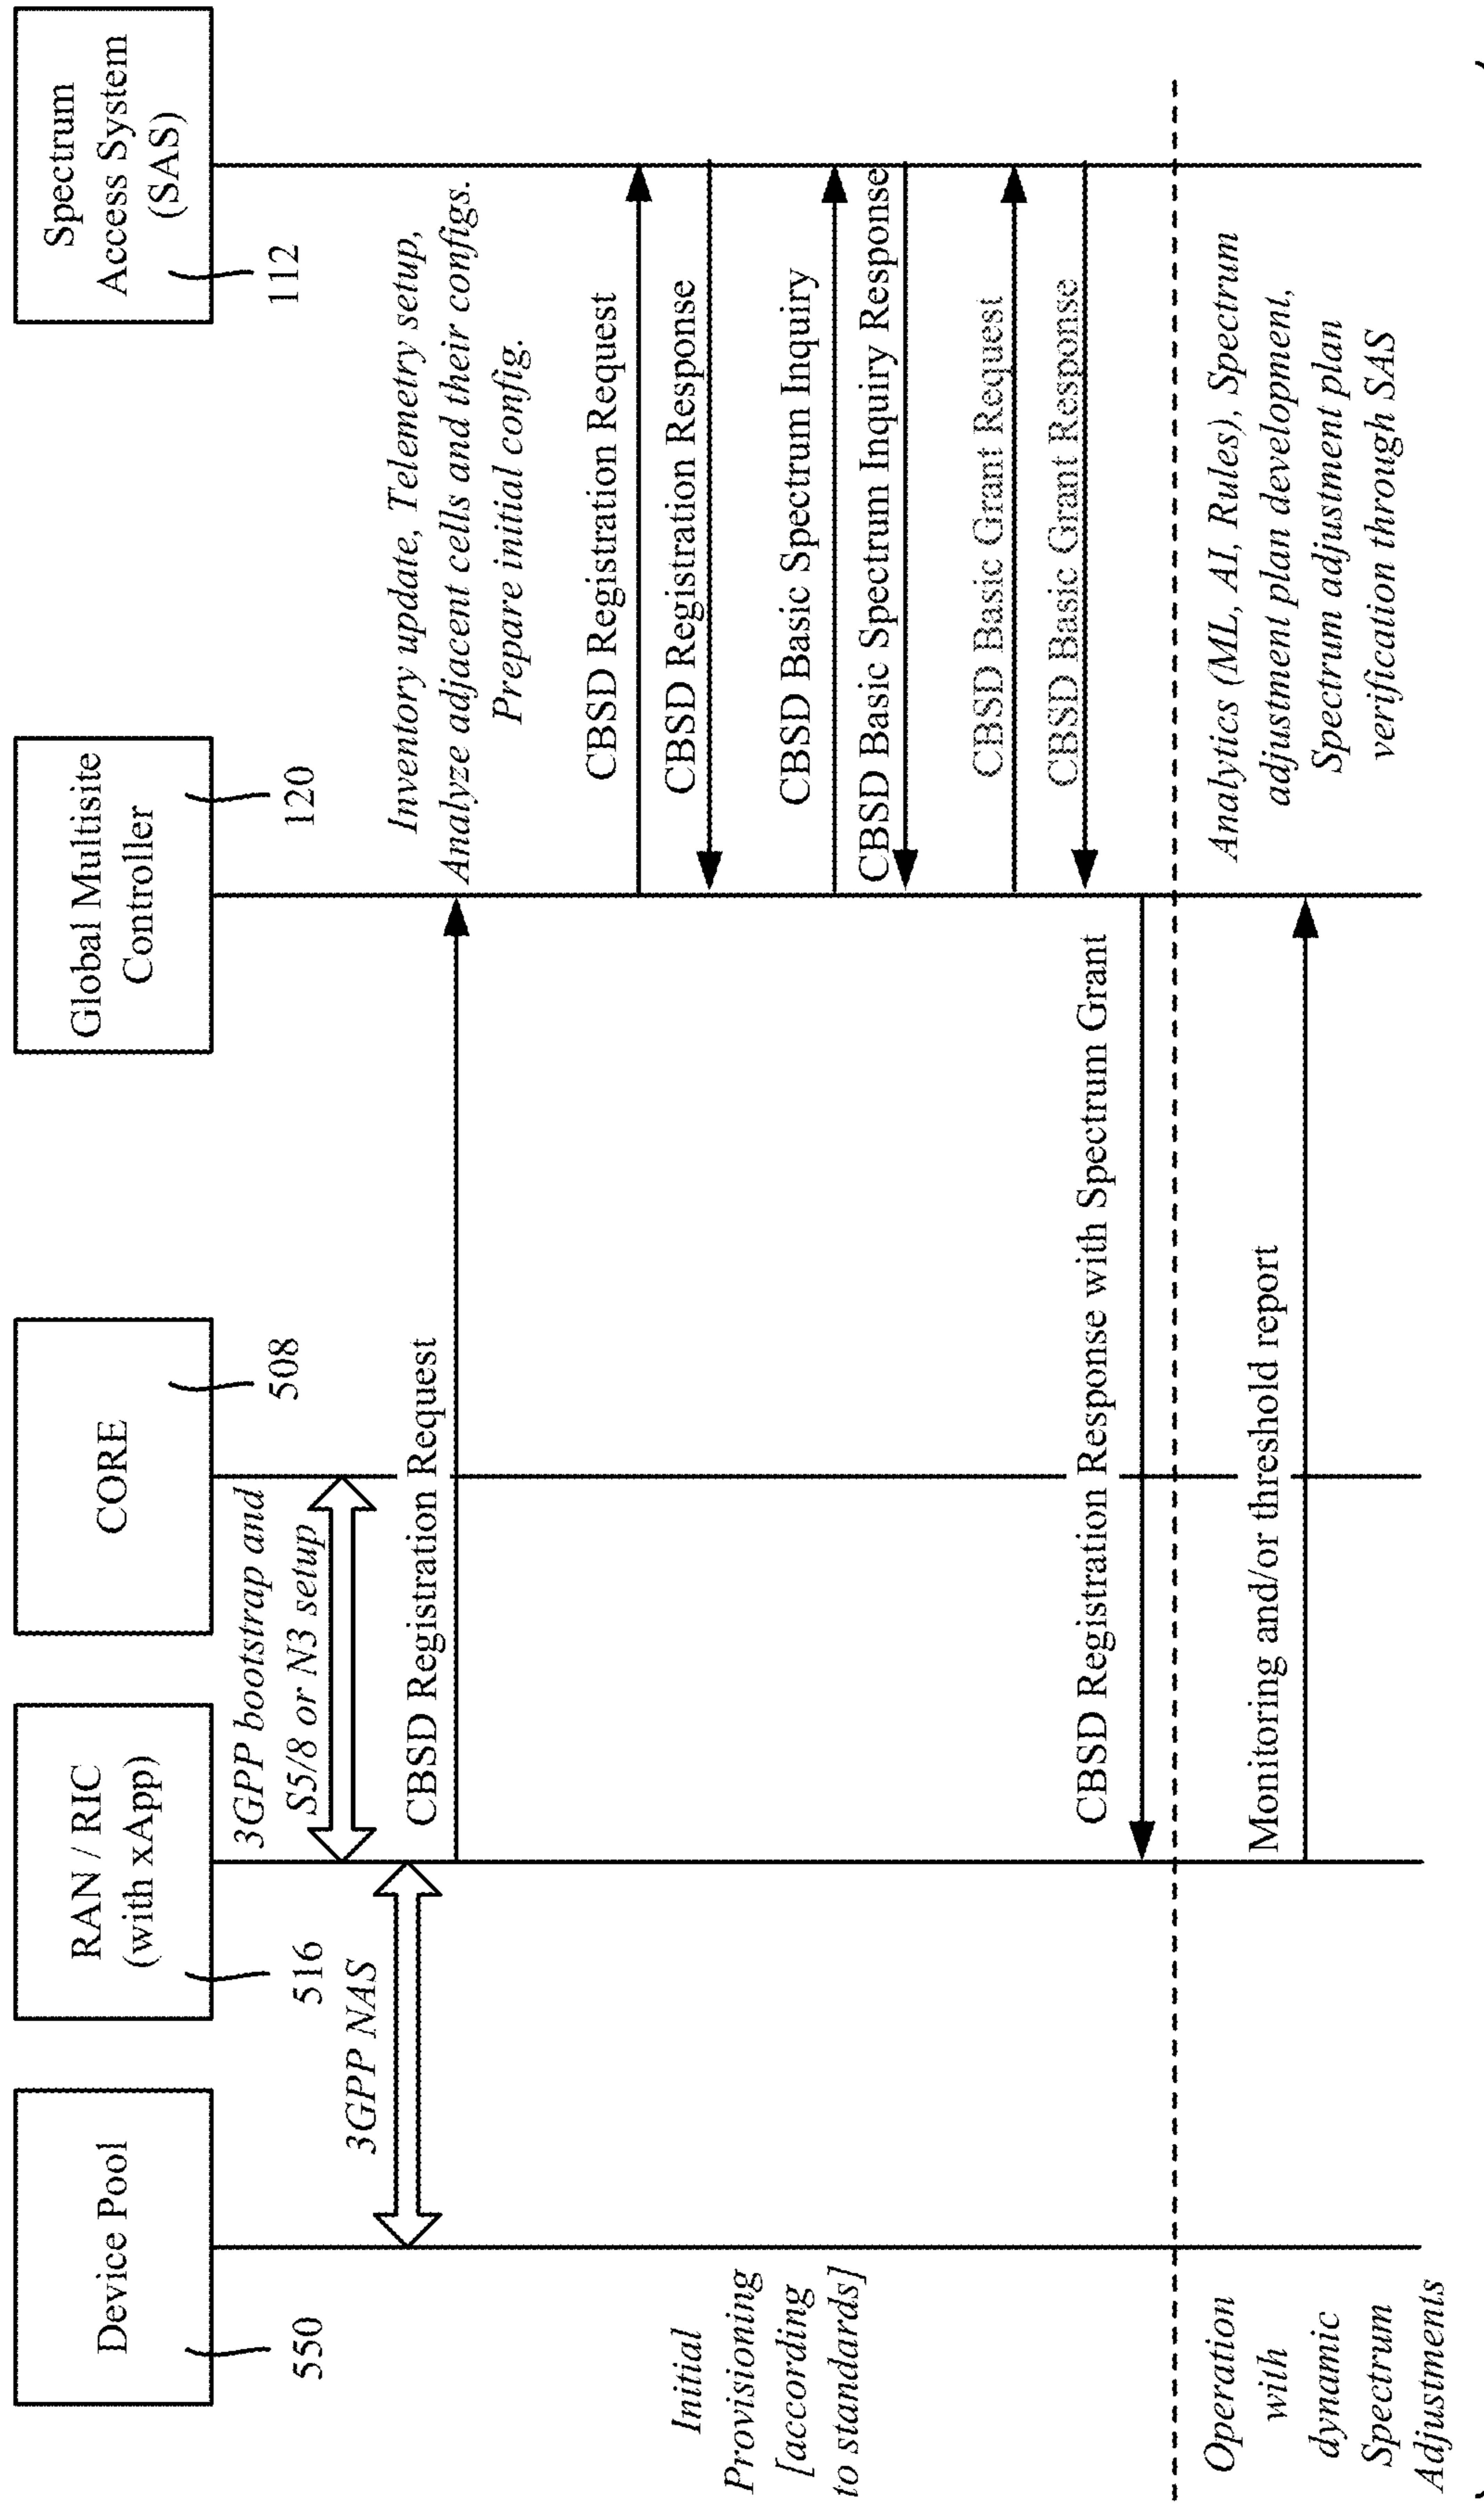 Device Pool
550
RAN / RIC
(with xApp)
516
CORE
508
Global Multisite
Controller
120
Spectrum
Access System
(SAS)
112
3GPP bootstrap and
S5/8 or N3 setup
3GPP NAS
CBSD Registration Request
Inventory update, Telemetry setup,
Analyze adjacent cells and their configs.
Prepare initial config.
Initial
Provisioning
[according
to standards]
CBSD Registration Request
CBSD Registration Response
CBSD Basic Spectrum Inquiry
CBSD Basic Spectrum Inquiry Response
CBSD Basic Grant Request
CBSD Basic Grant Response
CBSD Registration Response with Spectrum Grant
Operation
with
dynamic
Spectrum
Adjustments
Monitoring and/or threshold report
Analytics (ML, AI, Rules), Spectrum
adjustment plan development,
Spectrum adjustment plan
verification through SAS